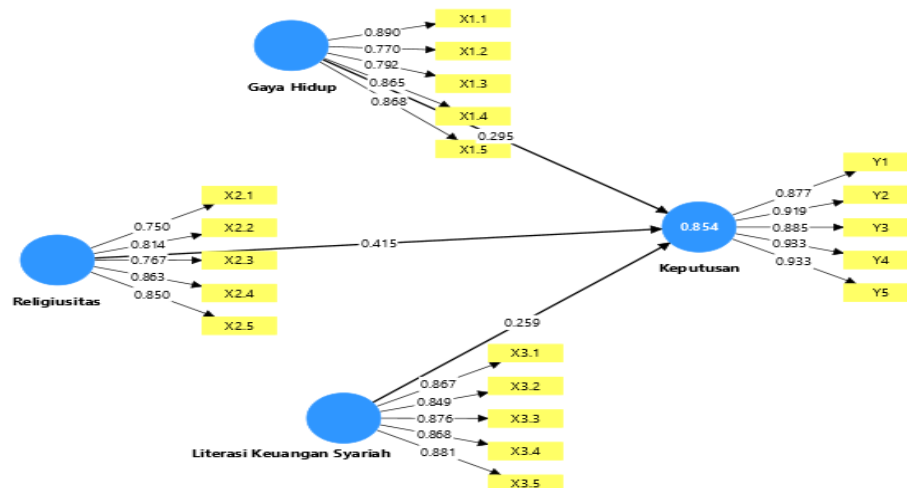 X1.1
0.890
X1.2
0.770
0.792
X1.3
Gaya Hidup
0.865
0.868
X1.4
0.295
X1.5
Y1
0.877
Y2
0.919
0.854
0.885
Y3
0.933
Y4
Keputusan
0.933
Y5
X2.1
0.750
X2.2
0.814
0.415
0.767
X2.3
0.863
X2.4
Religiusitas
0.850
X2.5
0.259
X3.1
0.867
X3.2
0.849
0.876
X3.3
0.868
X3.4
Literasi Keuangan Syariah
0.881
X3.5